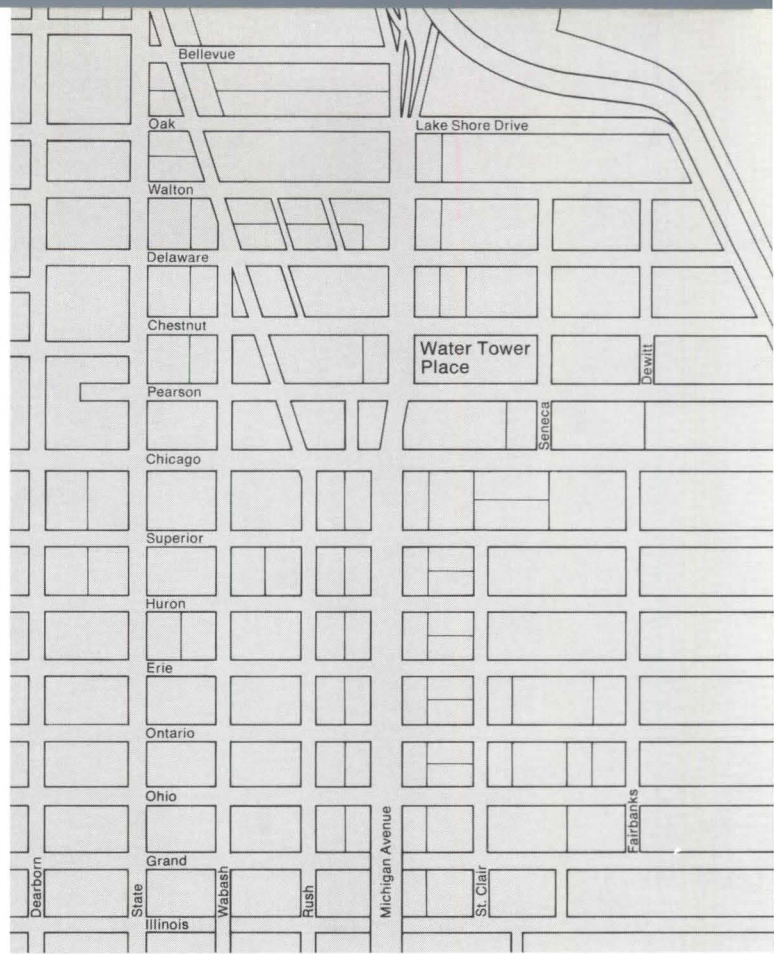 Bellevue
Oak
Lake Shore Drive
Walton
Delaware
Chestnut
Water Tower
Place
Dewitt
Pearson
Seneca
Chicago
Superior
Huron
Erie
Ontario
Ohio
Fairbanks
Grand
Dearborn
State
Wabash
Rush
Michigan Avenue
St. Clair
Illinois